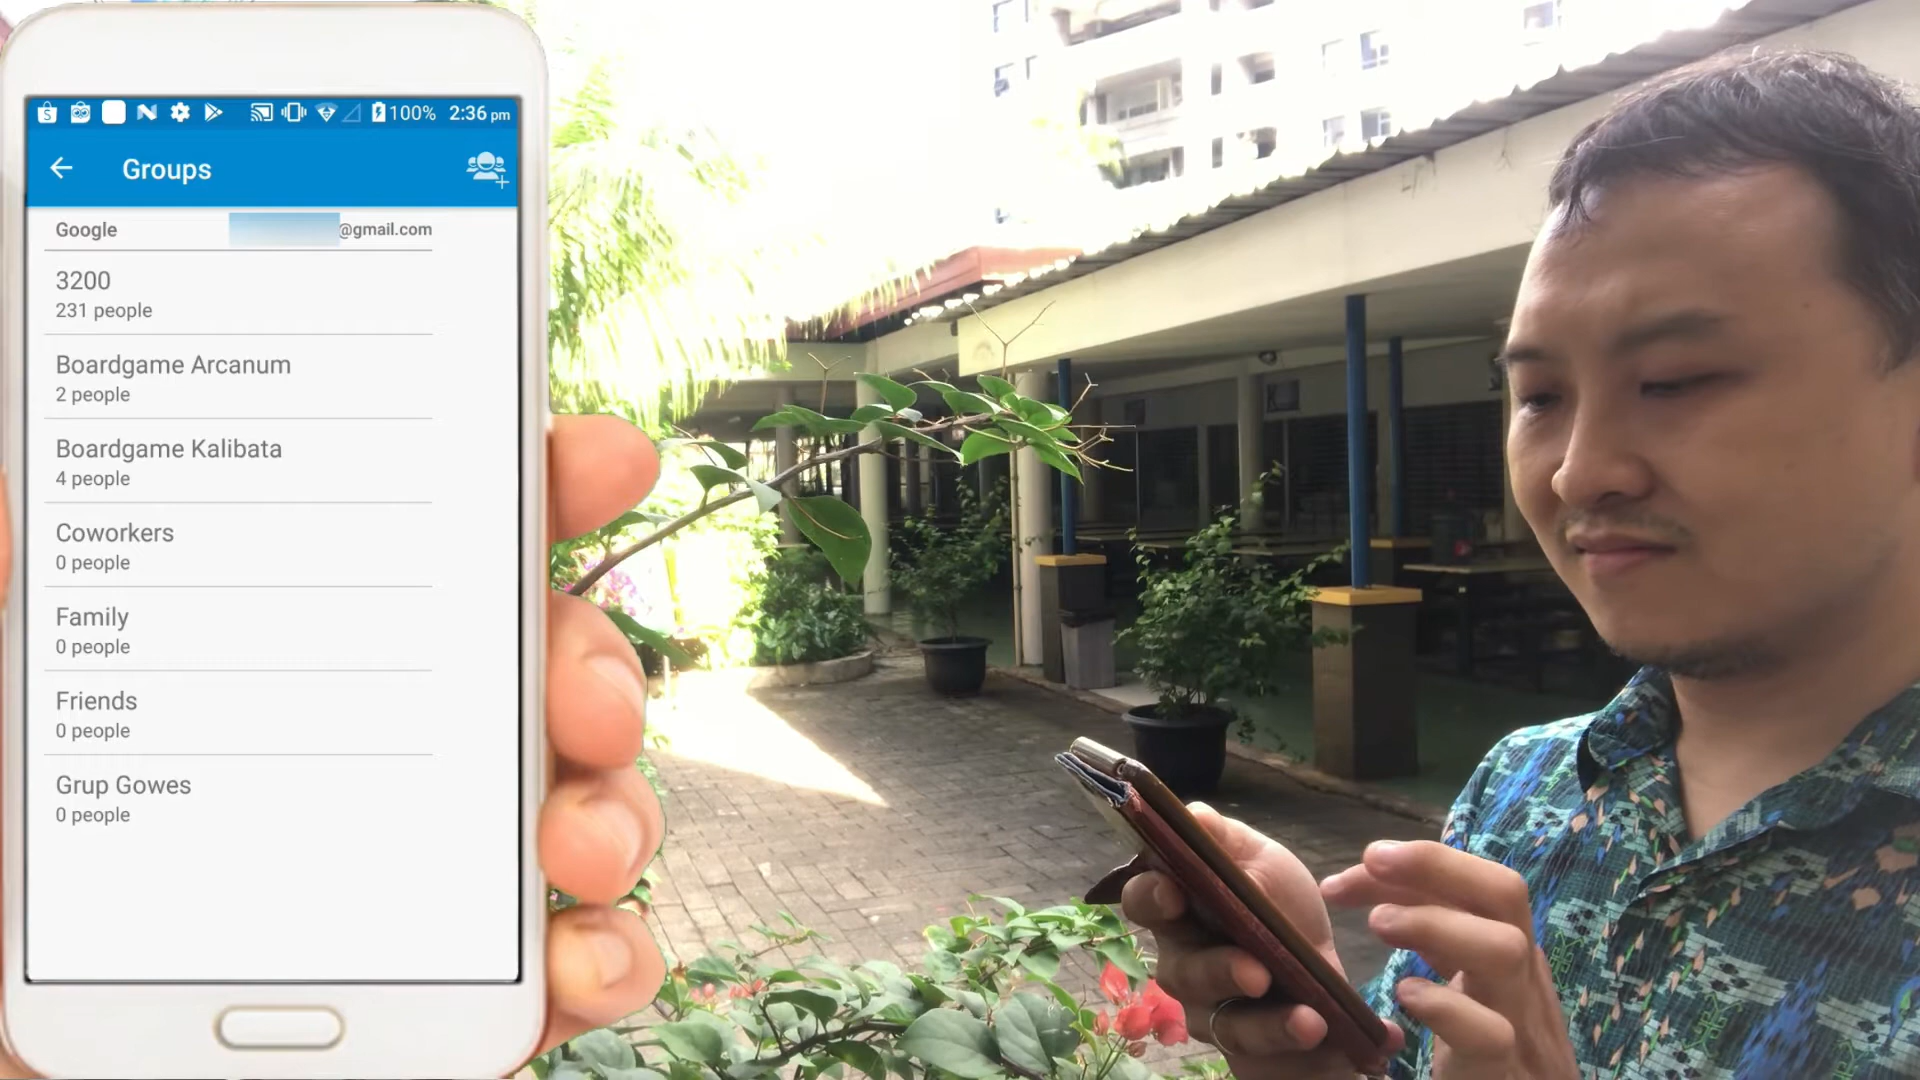 100% 2:36 pm
Groups
Google @gmail.com
3200
231 people
Boardgame Arcanum
2 people
Boardgame Kalibata
4 people
Coworkers
0 people
Family
0 people
Friends
0 people
Grup Gowes
0 people